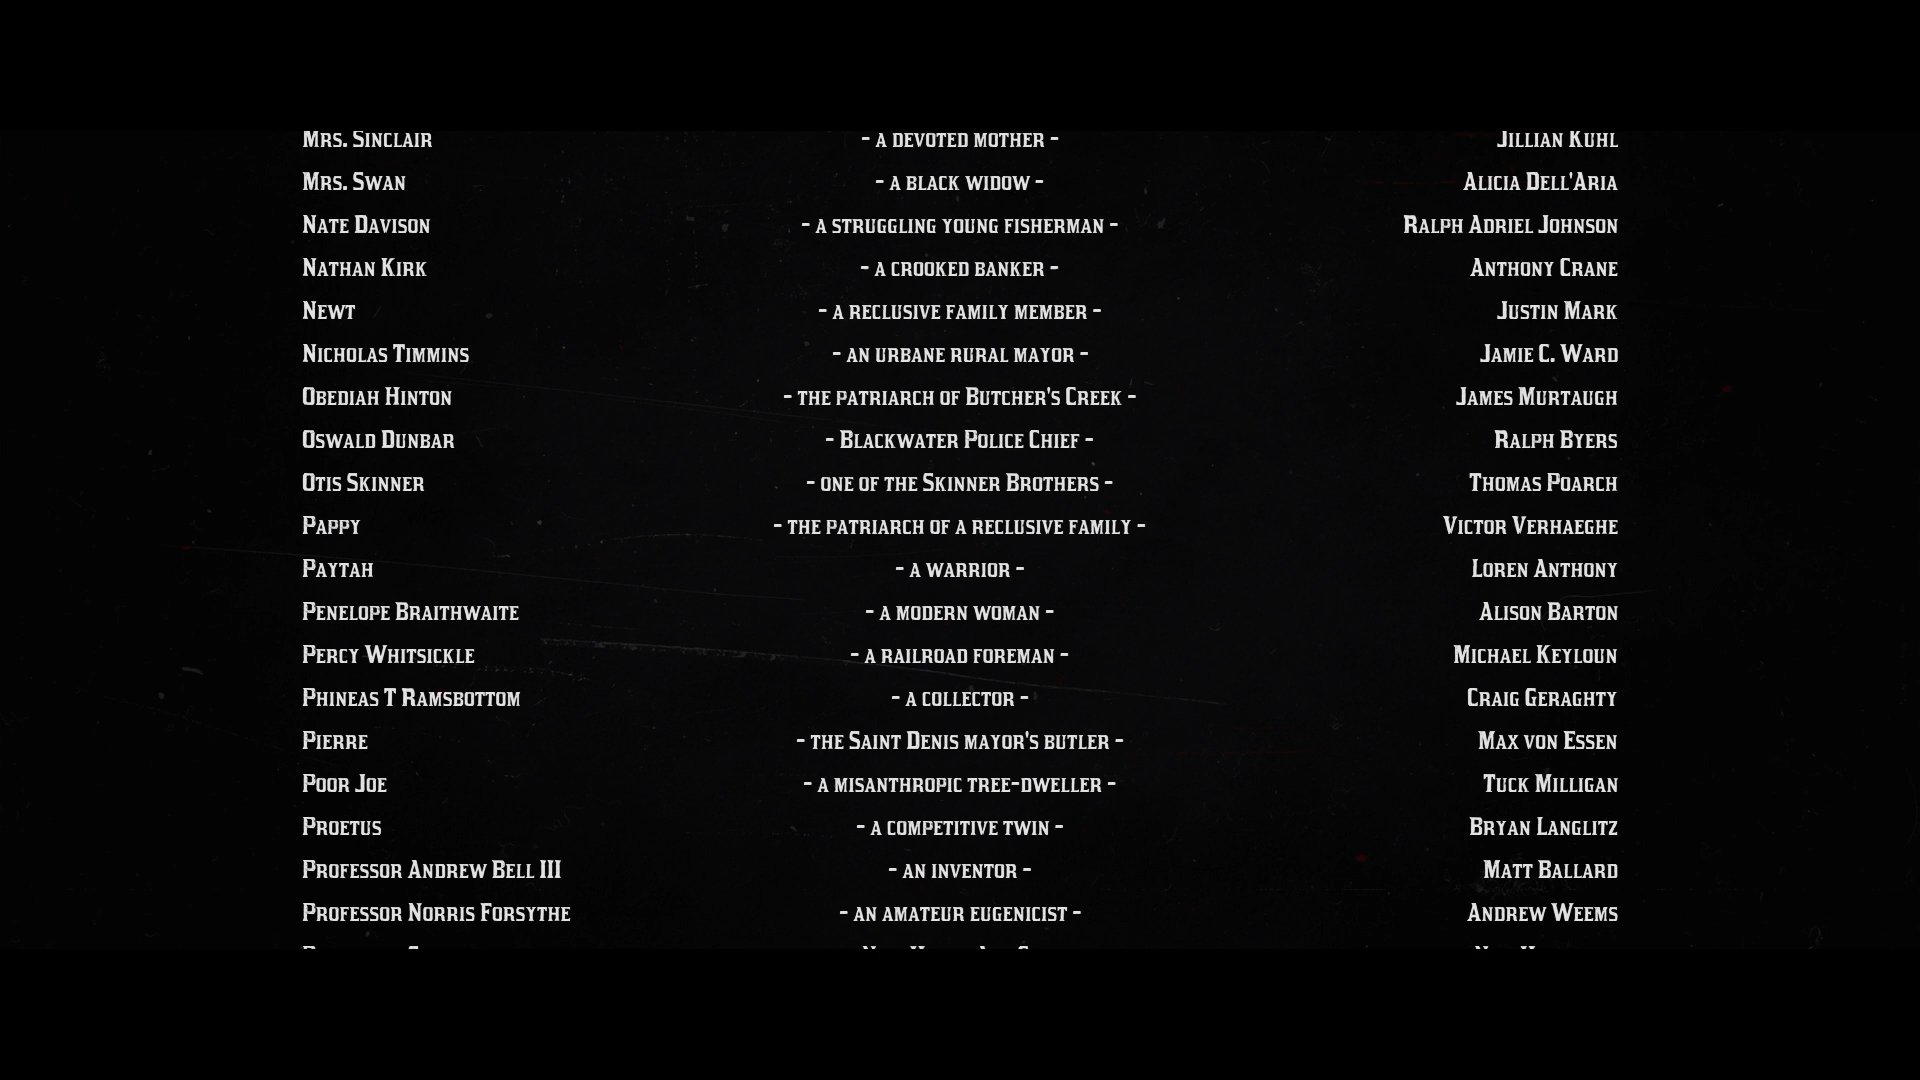 Mrs. Sinclair - a devoted mother - Jillian Kuhl
Mrs. Swan - a black widow - Alicia Dell'Aria
Nate Davison - a struggling young fisherman - Ralph Adriel Johnson
Nathan Kirk - a crooked banker - Anthony Crane
Newt - a reclusive family member - Justin Mark
Nicholas Timmins - an urbane rural mayor - Jamie C. Ward
Obediah Hinton - the patriarch of Butcher's Creek - James Murtaugh
Oswald Dunbar - Blackwater Police Chief - Ralph Byers
Otis Skinner - one of the Skinner Brothers - Thomas Poarch
Pappy - the patriarch of a reclusive family - Victor Verhaeghe
Paytah - a warrior - Loren Anthony
Penelope Braithwaite - a modern woman - Alison Barton
Percy Whitsickle - a railroad foreman - Michael Keyloun
Phineas T Ramsbottom - a collector - Craig Geraghty
Pierre - the Saint Denis mayor's butler - Max von Essen
Poor Joe - a misanthropic tree-dweller - Tuck Milligan
Proetus - a competitive twin - Bryan Langlitz
Professor Andrew Bell III - an inventor - Matt Ballard
Professor Norris Forsythe - an amateur eugenicist - Andrew Weems